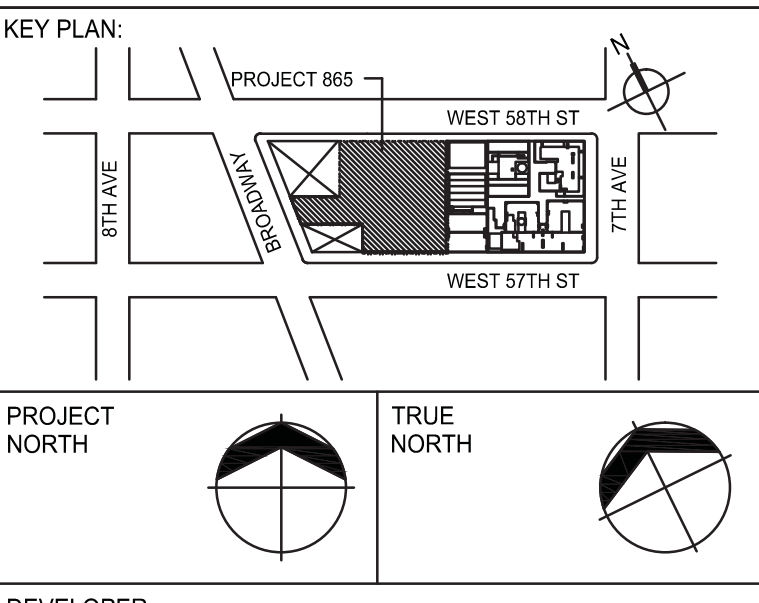 KEY PLAN:
N
PROJECT 865
WEST 58TH ST
8TH AVE
BROADWAY
7TH AVE
WEST 57TH ST
PROJECT
NORTH
TRUE
NORTH
DEVELOPER